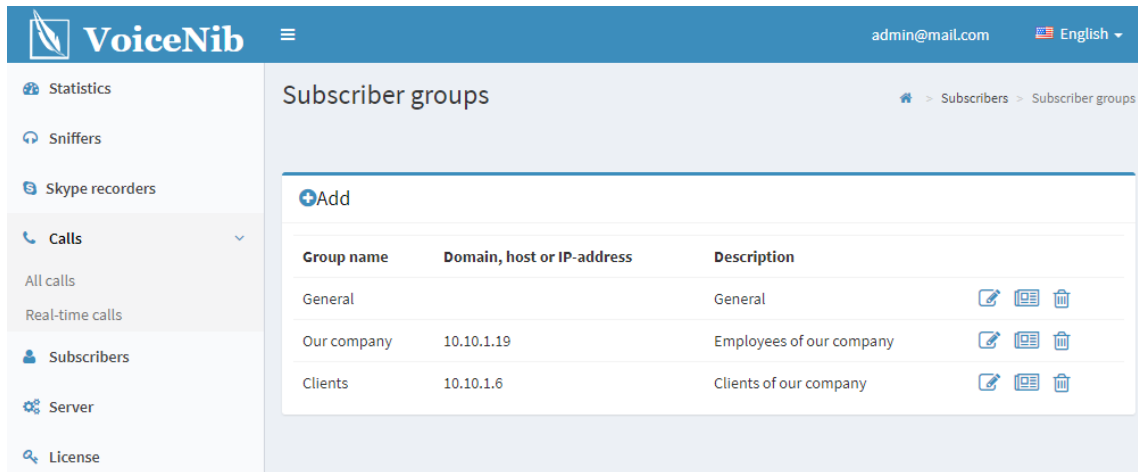 VoiceNib
admin@mail.com
English
Statistics
Sniffers
Skype recorders
Calls
All calls
Real-time calls
Subscribers
Server
License
Subscriber groups
> Subscribers > Subscriber groups
Add
Group name Domain, host or IP-address Description
General General
Our company 10.10.1.19 Employees of our company
Clients 10.10.1.6 Clients of our company